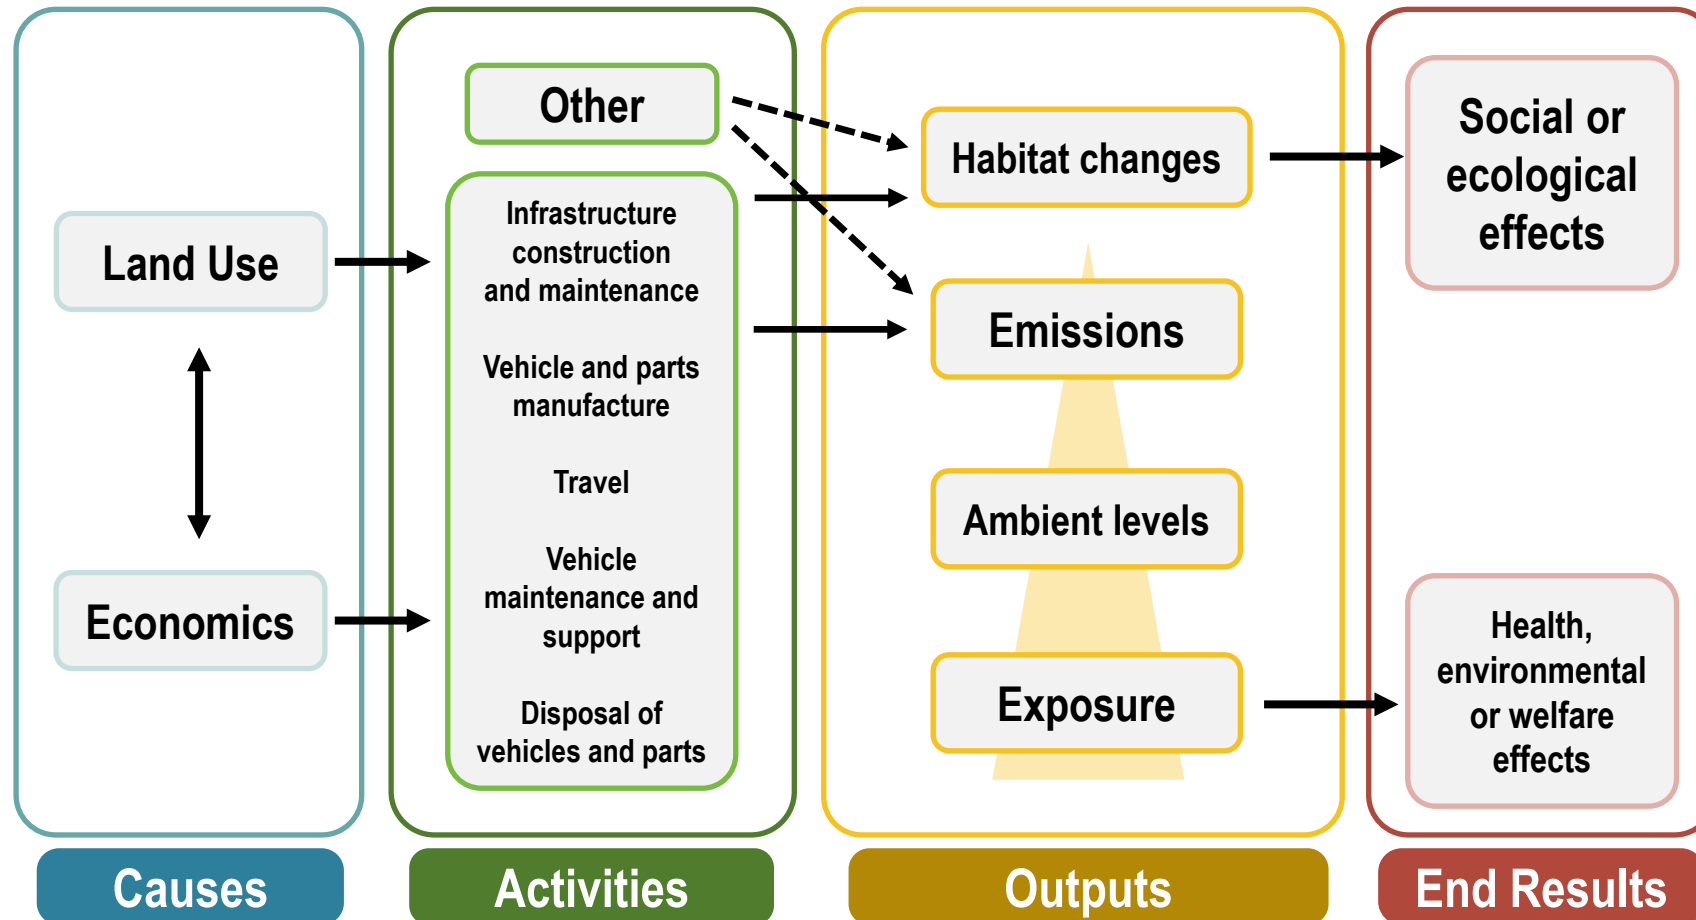 Land Use
Economics
Causes
Other
Infrastructure
construction
and maintenance
Vehicle and parts
manufacture
Travel
Vehicle
maintenance and
support
Disposal of
vehicles and parts
Activities
Habitat changes
Emissions
Ambient levels
Exposure
Outputs
Social or
ecological
effects
Health,
environmental
or welfare
effects
End Results